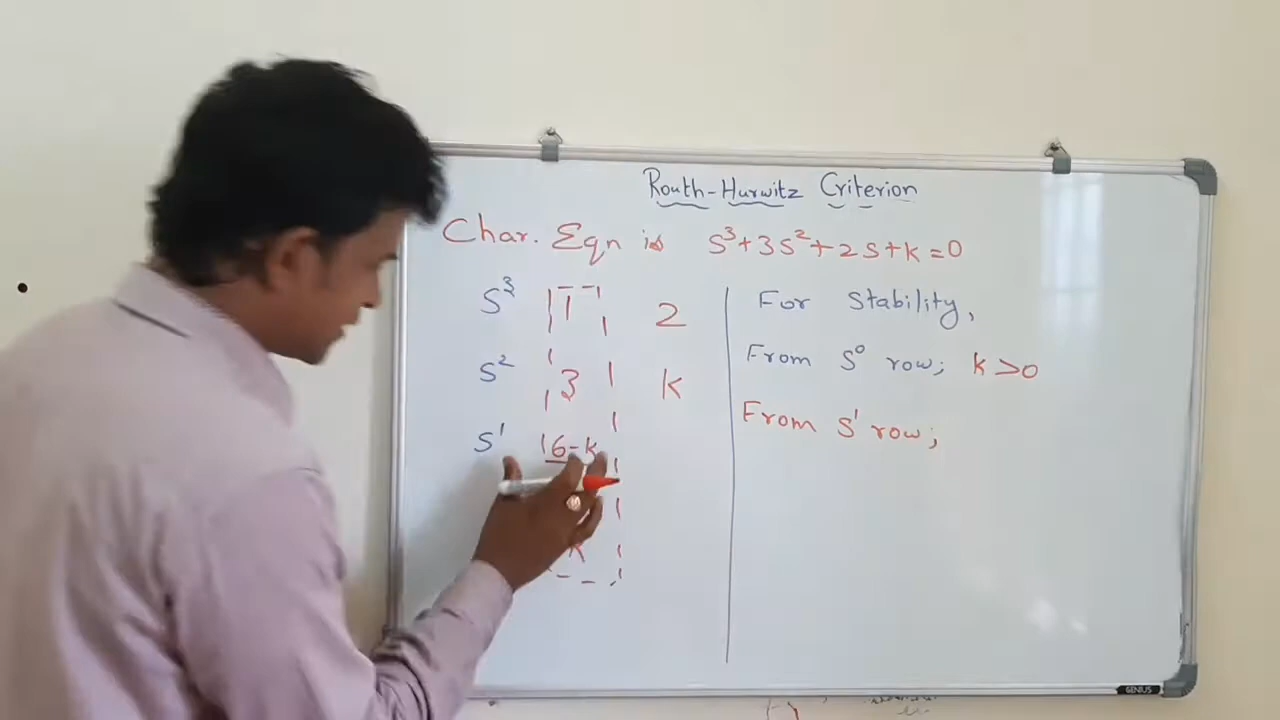 Routh-Hurwitz Criterion
Char. Eqn is S³+3S²+2S+K=0
S³ 1 2
S² 3 K
S¹ 6-K
K
For Stability,
From S⁰ row; K>0
From S¹ row;
GENIUS